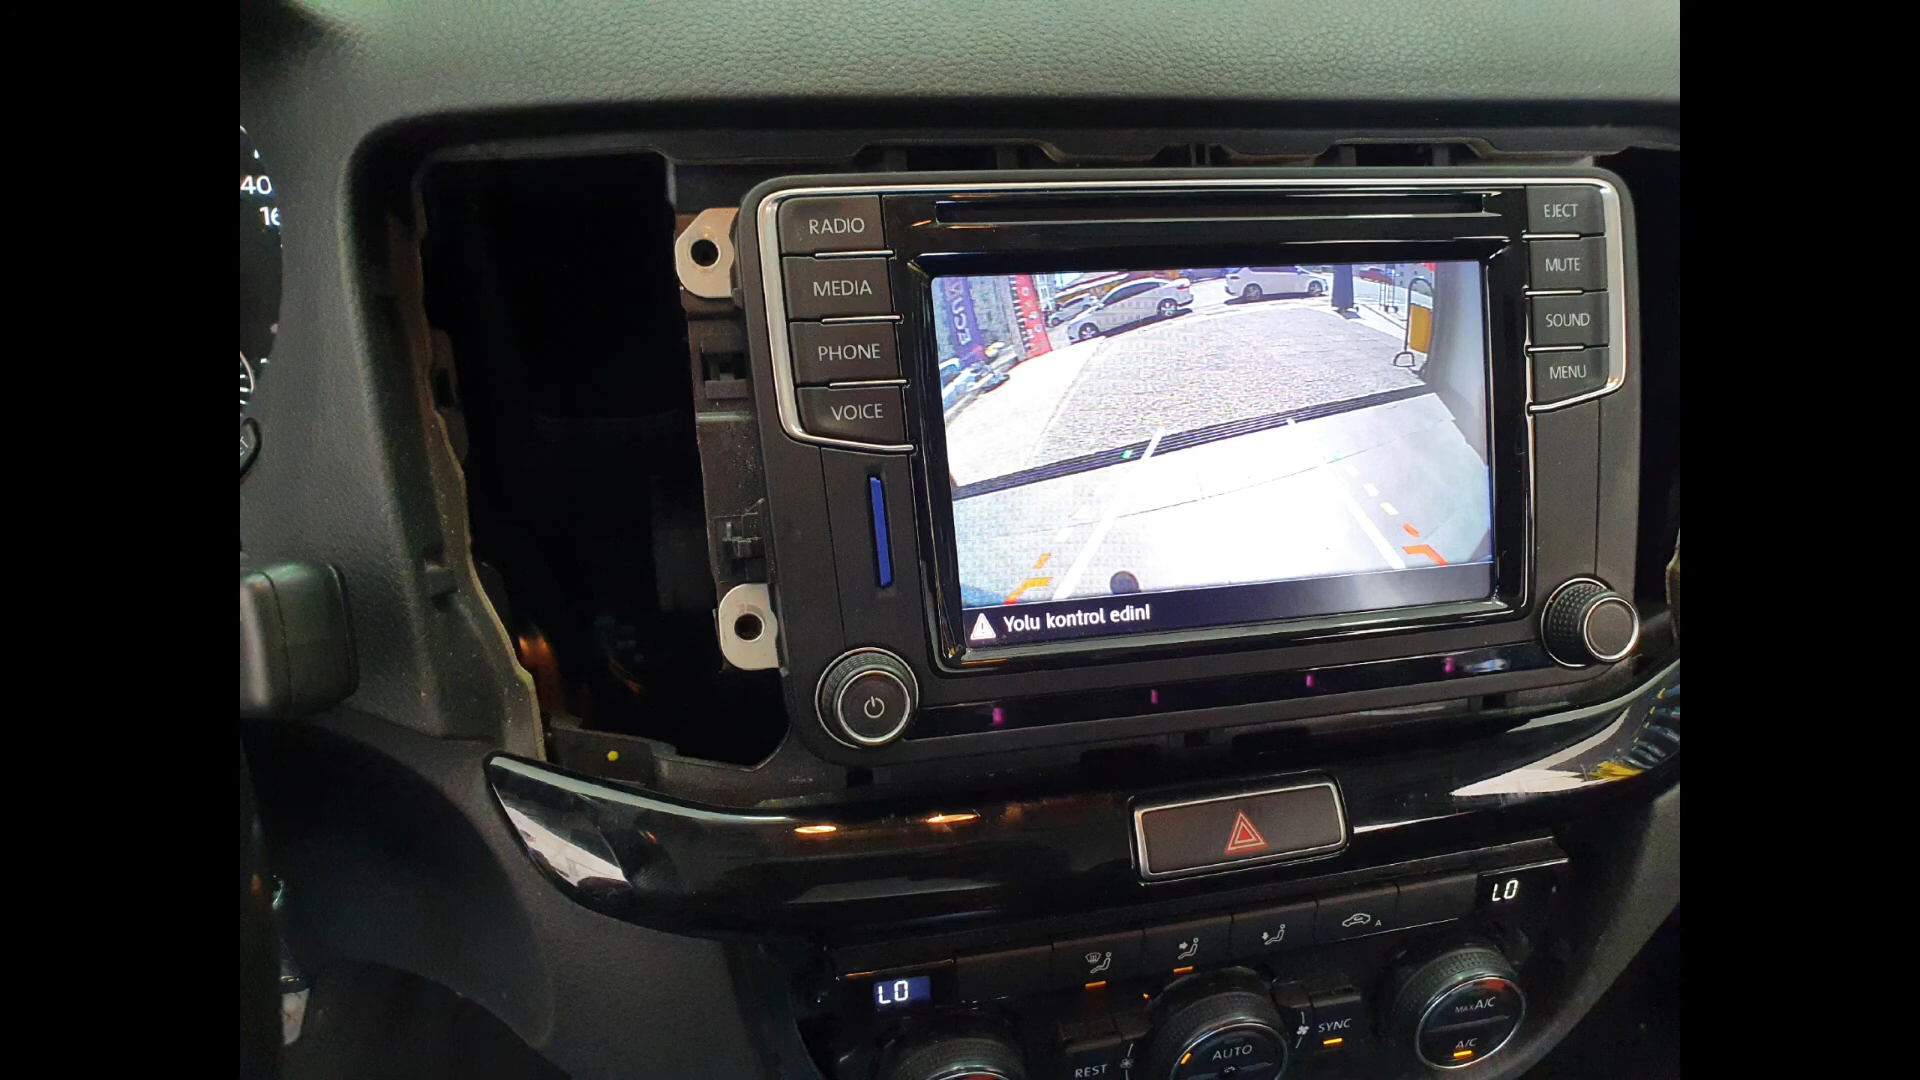 40
RADIO
MEDIA
PHONE
VOICE
EJECT
MUTE
SOUND
MENU
Yolu kontrol edin!
LO
LO
A
MAX A/C
A/C
SYNC
AUTO
REST